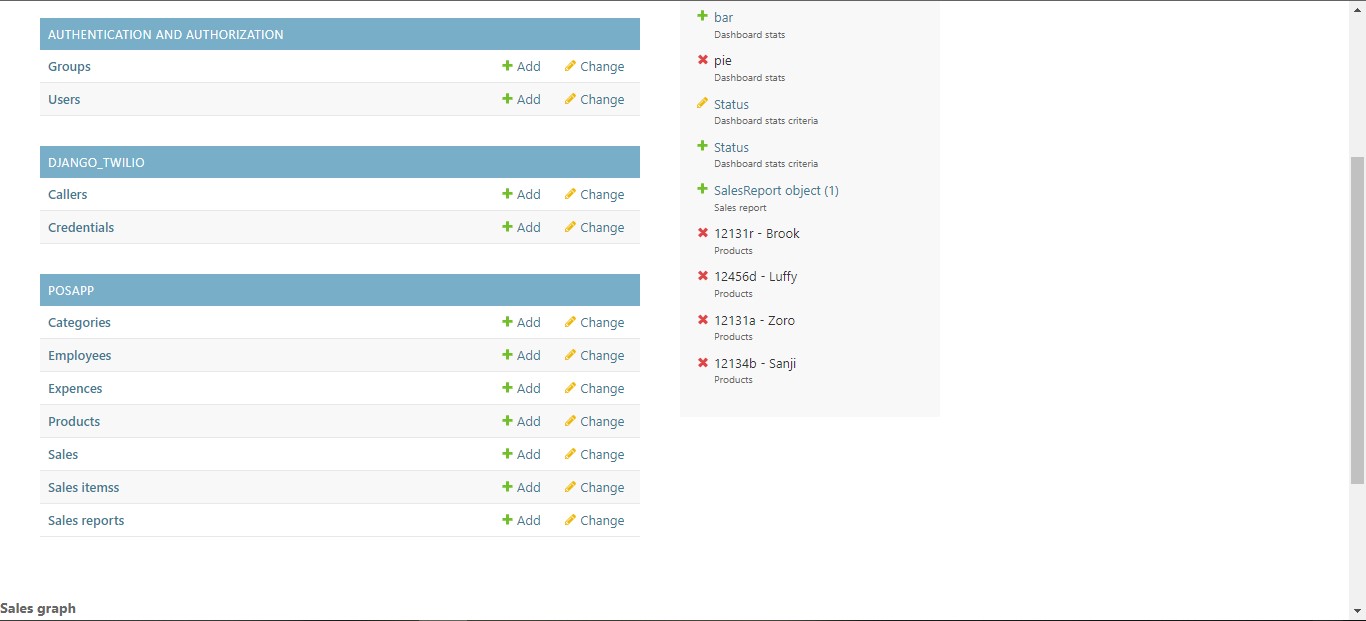 AUTHENTICATION AND AUTHORIZATION
Groups Add Change
Users Add Change
DJANGO_TWILIO
Callers Add Change
Credentials Add Change
POSAPP
Categories Add Change
Employees Add Change
Expences Add Change
Products Add Change
Sales Add Change
Sales itemss Add Change
Sales reports Add Change
bar
Dashboard stats
pie
Dashboard stats
Status
Dashboard stats criteria
Status
Dashboard stats criteria
SalesReport object (1)
Sales report
12131r - Brook
Products
12456d - Luffy
Products
12131a - Zoro
Products
12134b - Sanji
Products
Sales graph